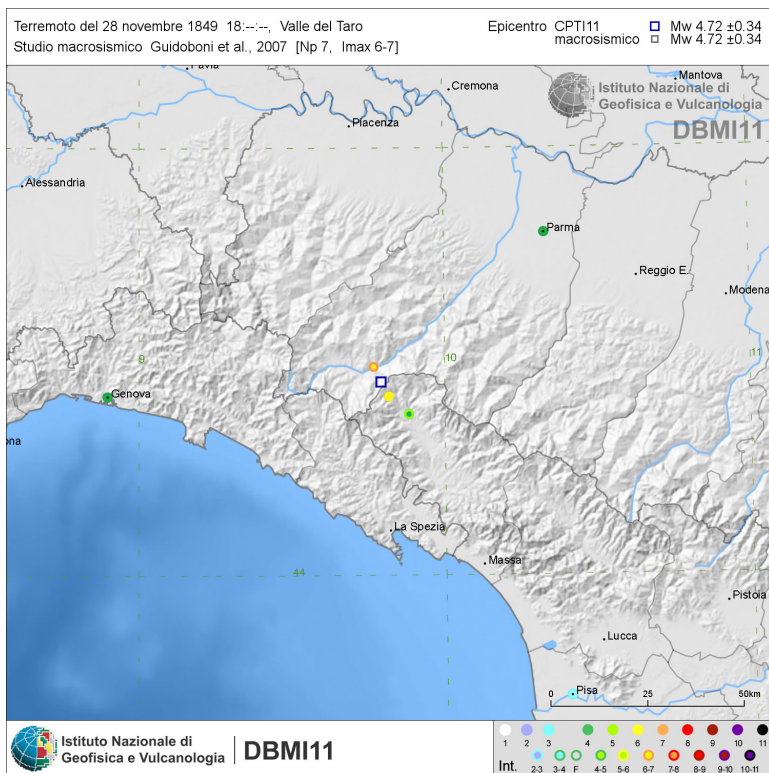 Terremoto del 28 novembre 1849  18:--:--,  Valle del Taro
Studio macrosismico  Guidoboni et al., 2007  [Np 7,  Imax 6-7]
Epicentro  CPTI11  Mw 4.72 ±0.34
macrosismico  Mw 4.72 ±0.34
Pavia
Mantova
Cremona
Istituto Nazionale di
Geofisica e Vulcanologia
DBMI11
Piacenza
Alessandria
Parma
Reggio E.
Modena
9
10
11
Genova
ona
La Spezia
Massa
44
Pistoia
Lucca
Pisa
0 25 50km
Istituto Nazionale di
Geofisica e Vulcanologia
DBMI11
1 2 3 4 5 6 7 8 9 10 11
Int. 2-3 3-4 F 4-5 5-6 6-7 7-8 8-9 9-10 10-11